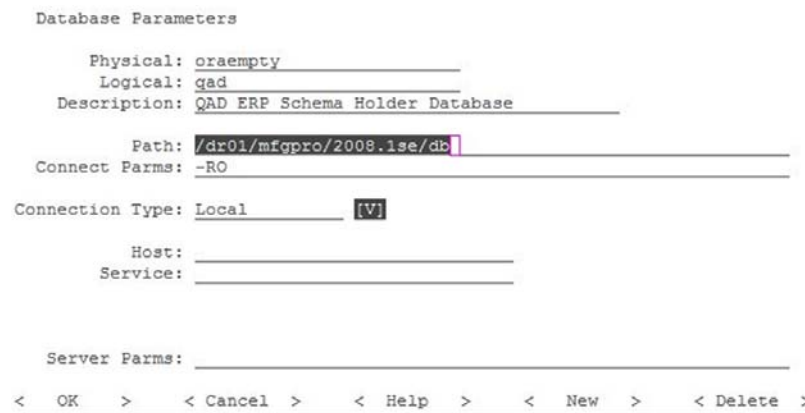 Database Parameters
Physical: oraempty
Logical: qad
Description: QAD ERP Schema Holder Database
Path: /dr01/mfgpro/2008.1se/db
Connect Parms: -RO
Connection Type: Local [V]
Host:
Service:
Server Parms:
< OK > < Cancel > < Help > < New > < Delete >